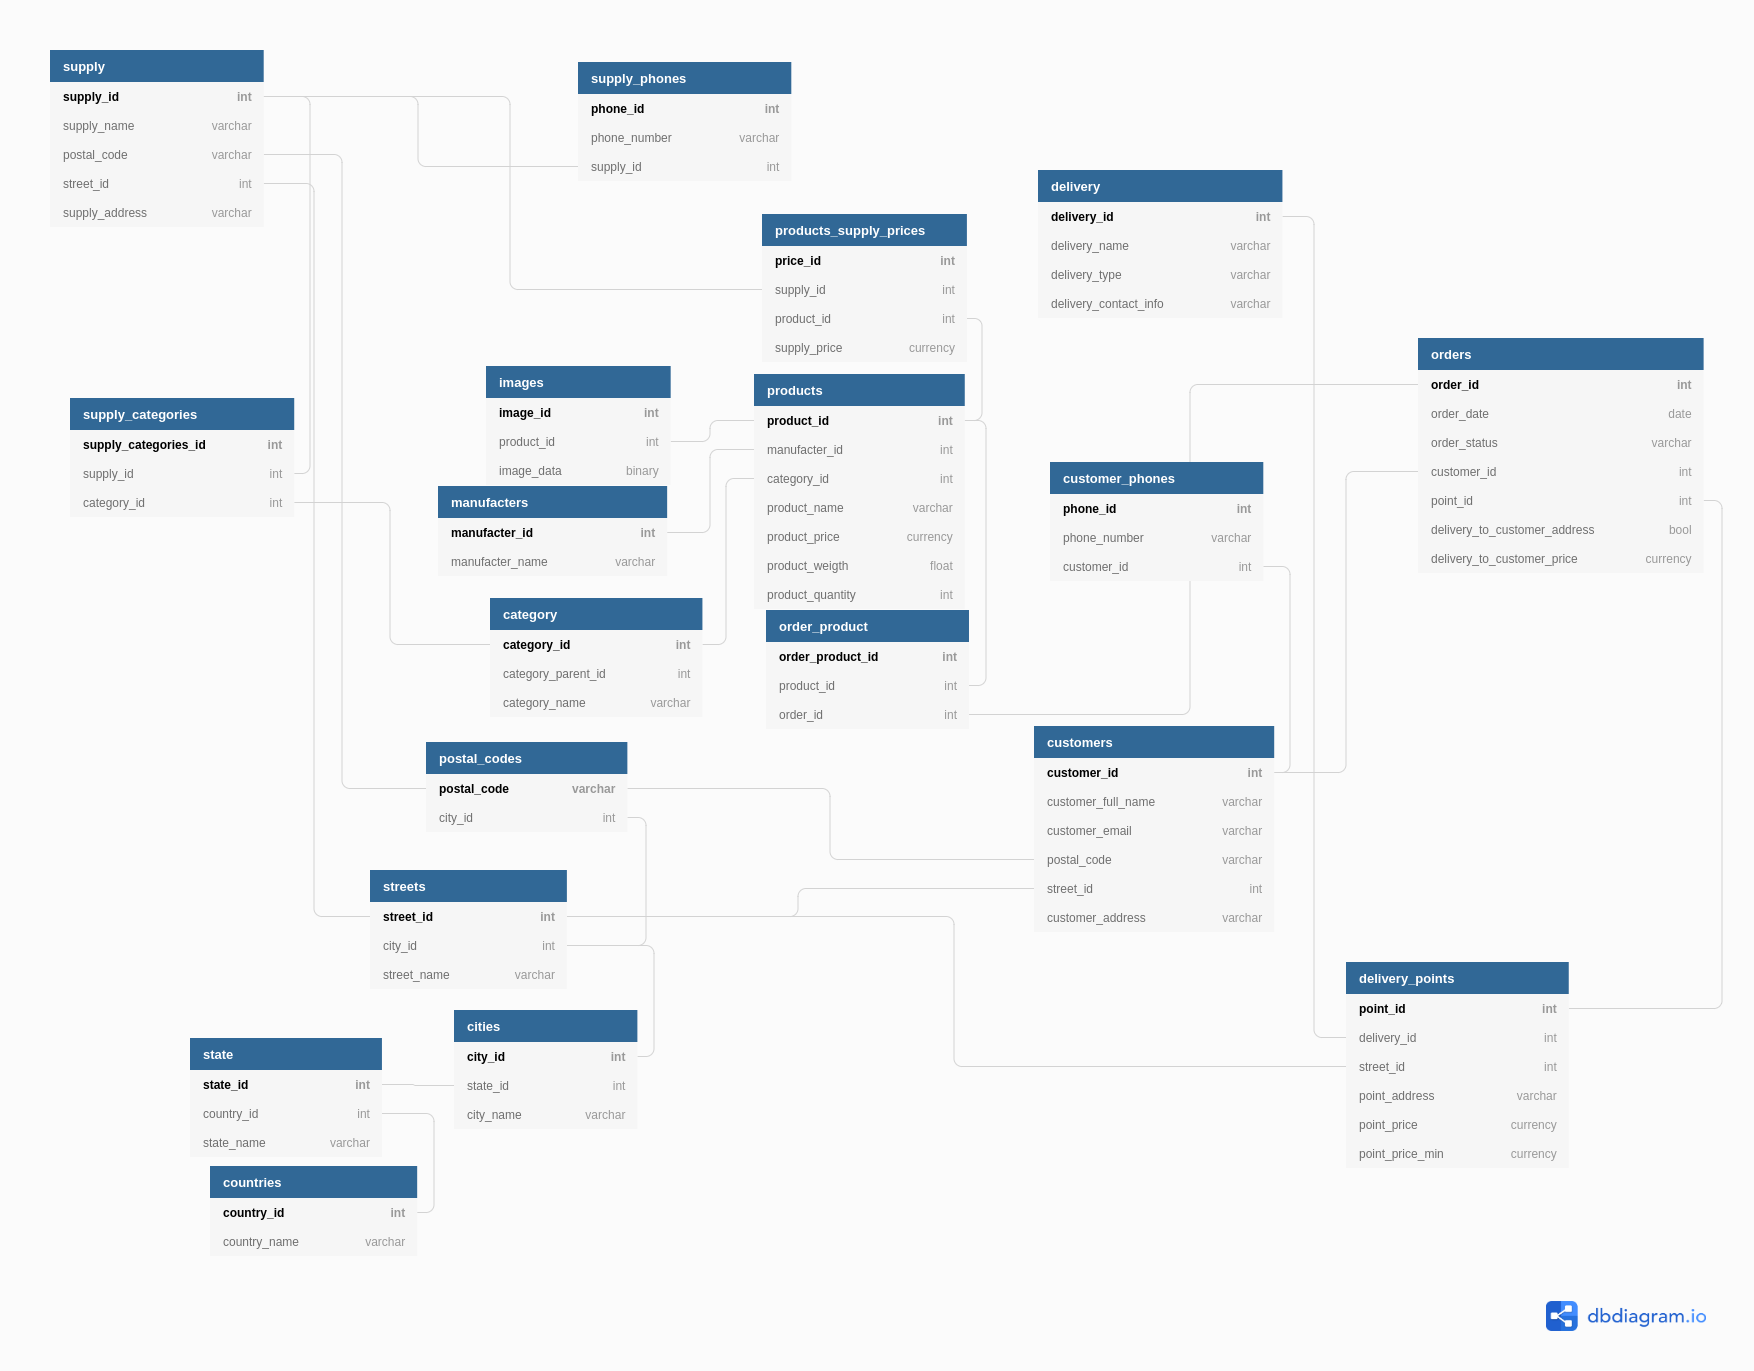 supply
supply_id int
supply_name varchar
postal_code varchar
street_id int
supply_address varchar
supply_phones
phone_id int
phone_number varchar
supply_id int
delivery
delivery_id int
delivery_name varchar
delivery_type varchar
delivery_contact_info varchar
products_supply_prices
price_id int
supply_id int
product_id int
supply_price currency
orders
order_id int
order_date date
order_status varchar
customer_id int
point_id int
delivery_to_customer_address bool
delivery_to_customer_price currency
supply_categories
supply_categories_id int
supply_id int
category_id int
images
image_id int
product_id int
image_data binary
products
product_id int
manufacter_id int
category_id int
product_name varchar
product_price currency
product_weigth float
product_quantity int
manufacters
manufacter_id int
manufacter_name varchar
customer_phones
phone_id int
phone_number varchar
customer_id int
category
category_id int
category_parent_id int
category_name varchar
order_product
order_product_id int
product_id int
order_id int
postal_codes
postal_code varchar
city_id int
customers
customer_id int
customer_full_name varchar
customer_email varchar
postal_code varchar
street_id int
customer_address varchar
streets
street_id int
city_id int
street_name varchar
delivery_points
point_id int
delivery_id int
street_id int
point_address varchar
point_price currency
point_price_min currency
cities
city_id int
state_id int
city_name varchar
state
state_id int
country_id int
state_name varchar
countries
country_id int
country_name varchar
dbdiagram.io